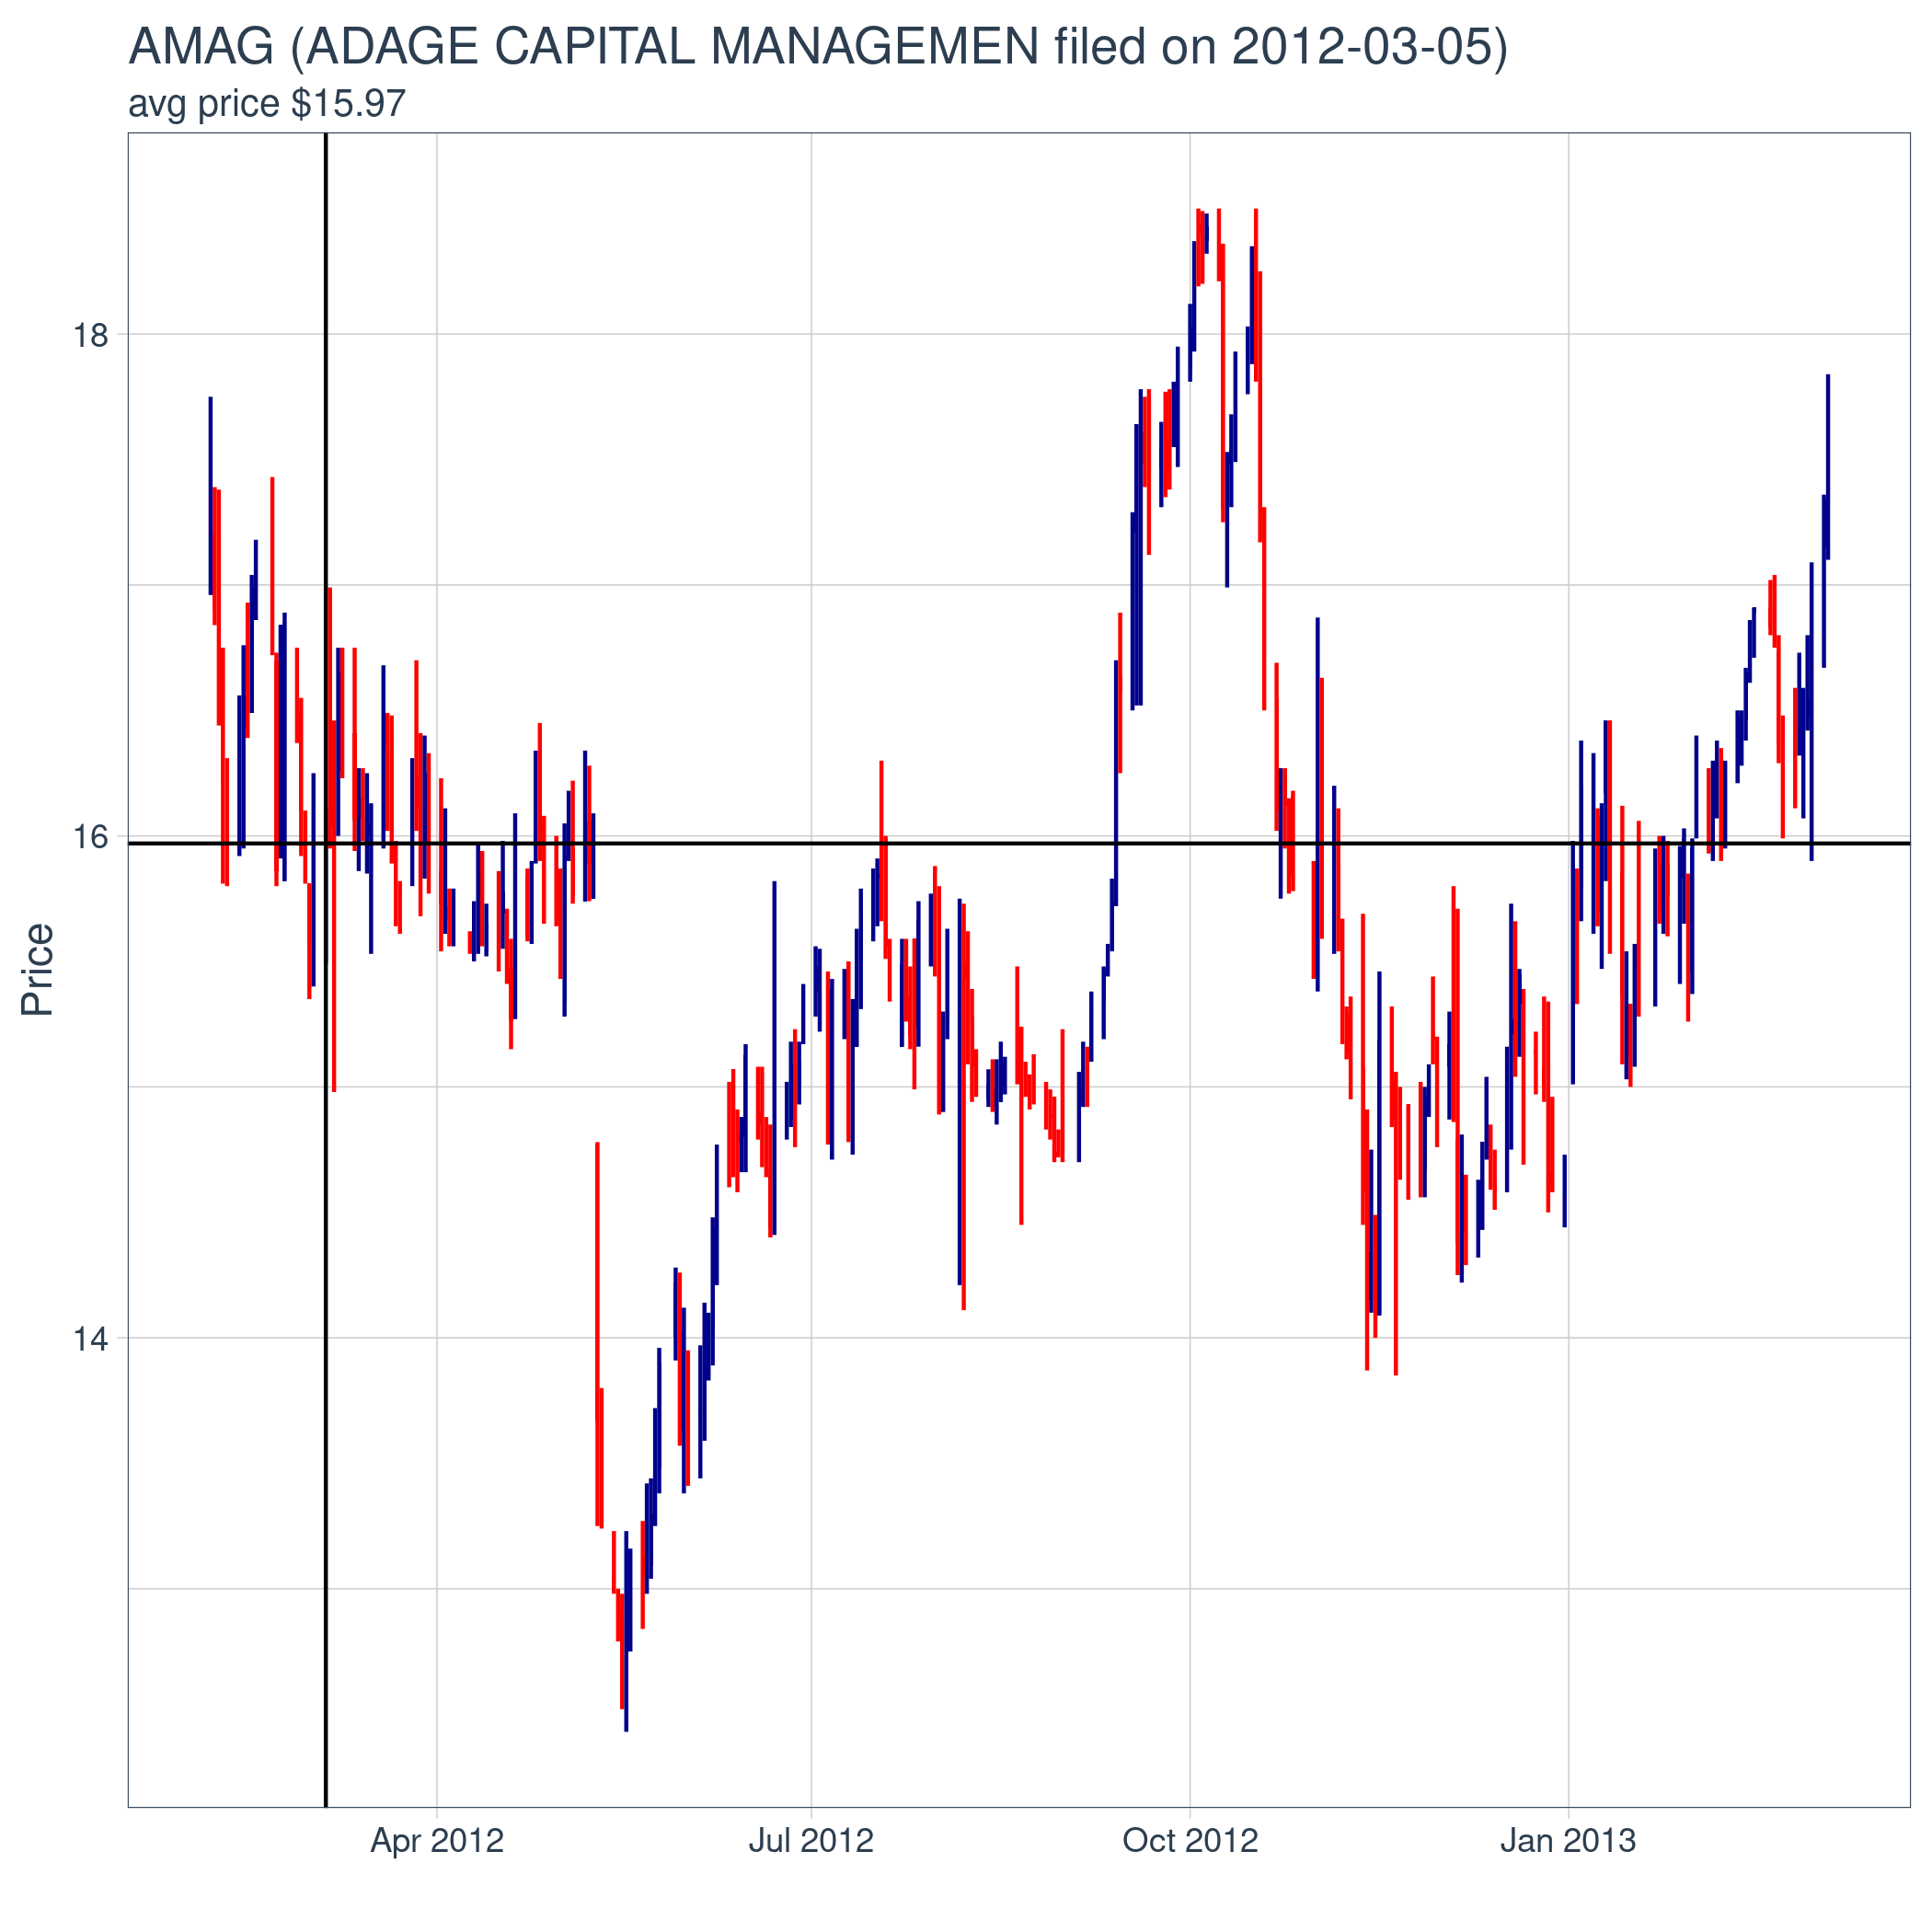 AMAG (ADAGE CAPITAL MANAGEMEN filed on 2012-03-05)
avg price $15.97
18
16
14
Price
Apr 2012
Jul 2012
Oct 2012
Jan 2013